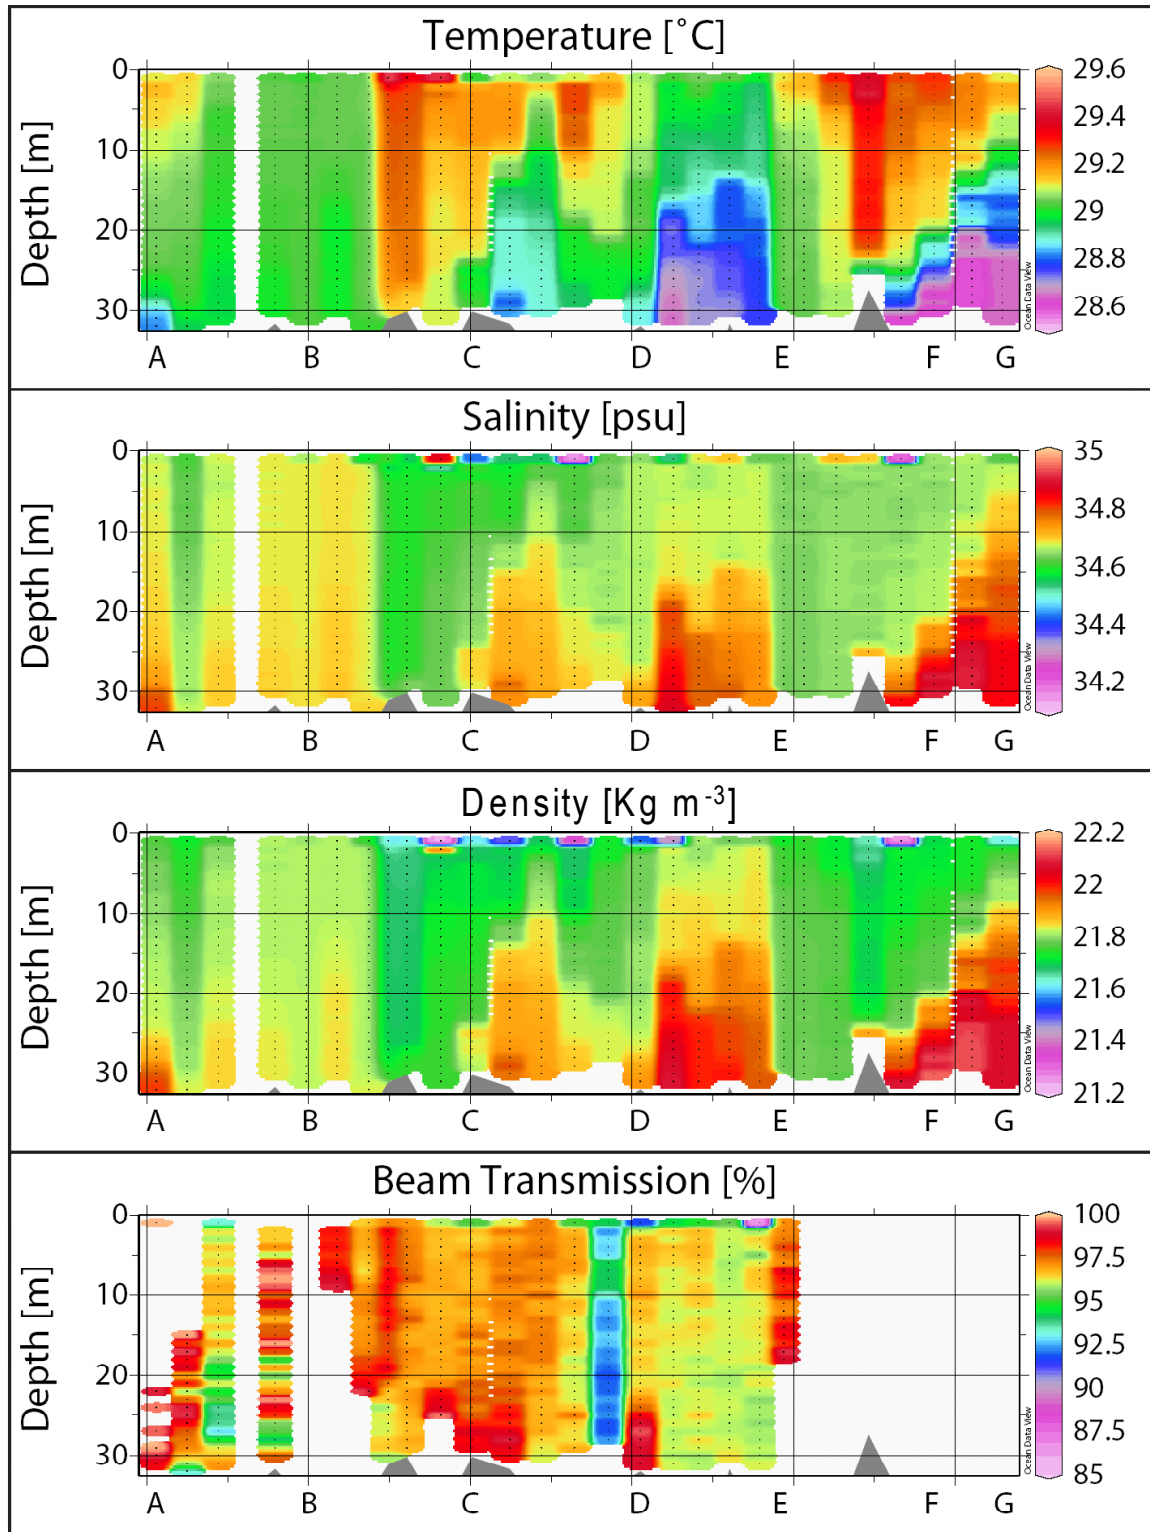 Temperature [˚C]
Depth [m]
0
10
20
30
A B C D E F G
29.6
29.4
29.2
29
28.8
28.6
Ocean Data View
Salinity [psu]
Depth [m]
0
10
20
30
A B C D E F G
35
34.8
34.6
34.4
34.2
Ocean Data View
Density [Kg m-3]
Depth [m]
0
10
20
30
A B C D E F G
22.2
22
21.8
21.6
21.4
21.2
Ocean Data View
Beam Transmission [%]
Depth [m]
0
10
20
30
A B C D E F G
100
97.5
95
92.5
90
87.5
85
Ocean Data View